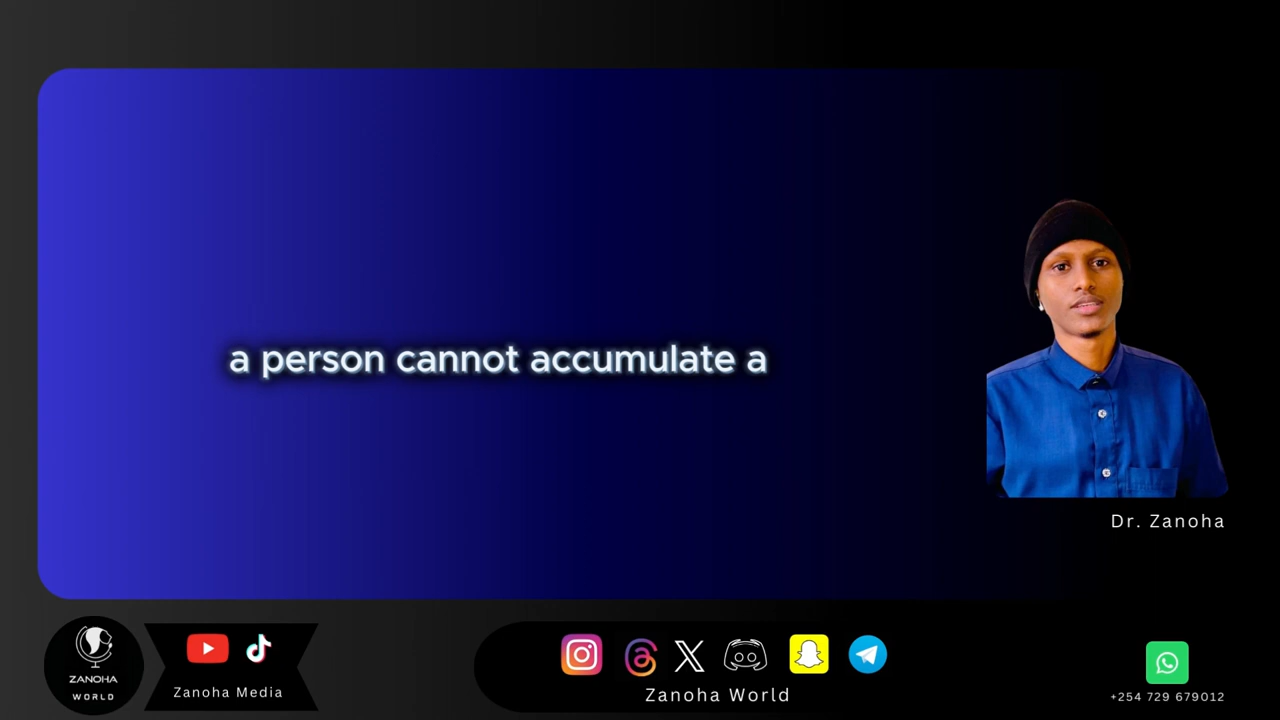 a person cannot accumulate a
Dr. Zanoha
ZANOHA
WORLD
Zanoha Media
Zanoha World
+254 729 679012